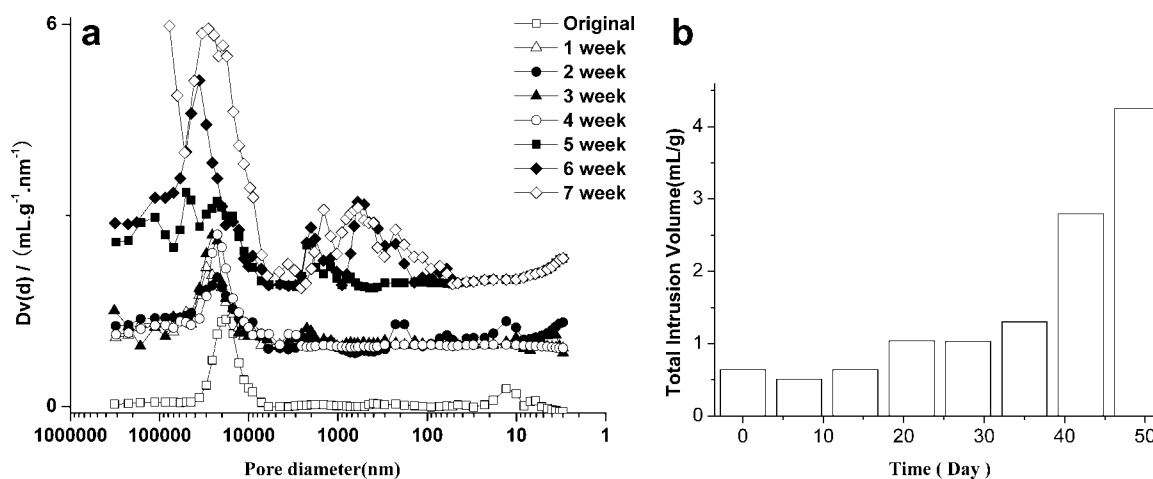 a
6
0
Dv(d) / (mL.g⁻¹.nm⁻¹)
1000000 100000 10000 1000 100 10 1
Pore diameter(nm)
Original
1 week
2 week
3 week
4 week
5 week
6 week
7 week
b
Total Intrusion Volume(mL/g)
4
3
2
1
0
0 10 20 30 40 50
Time ( Day )